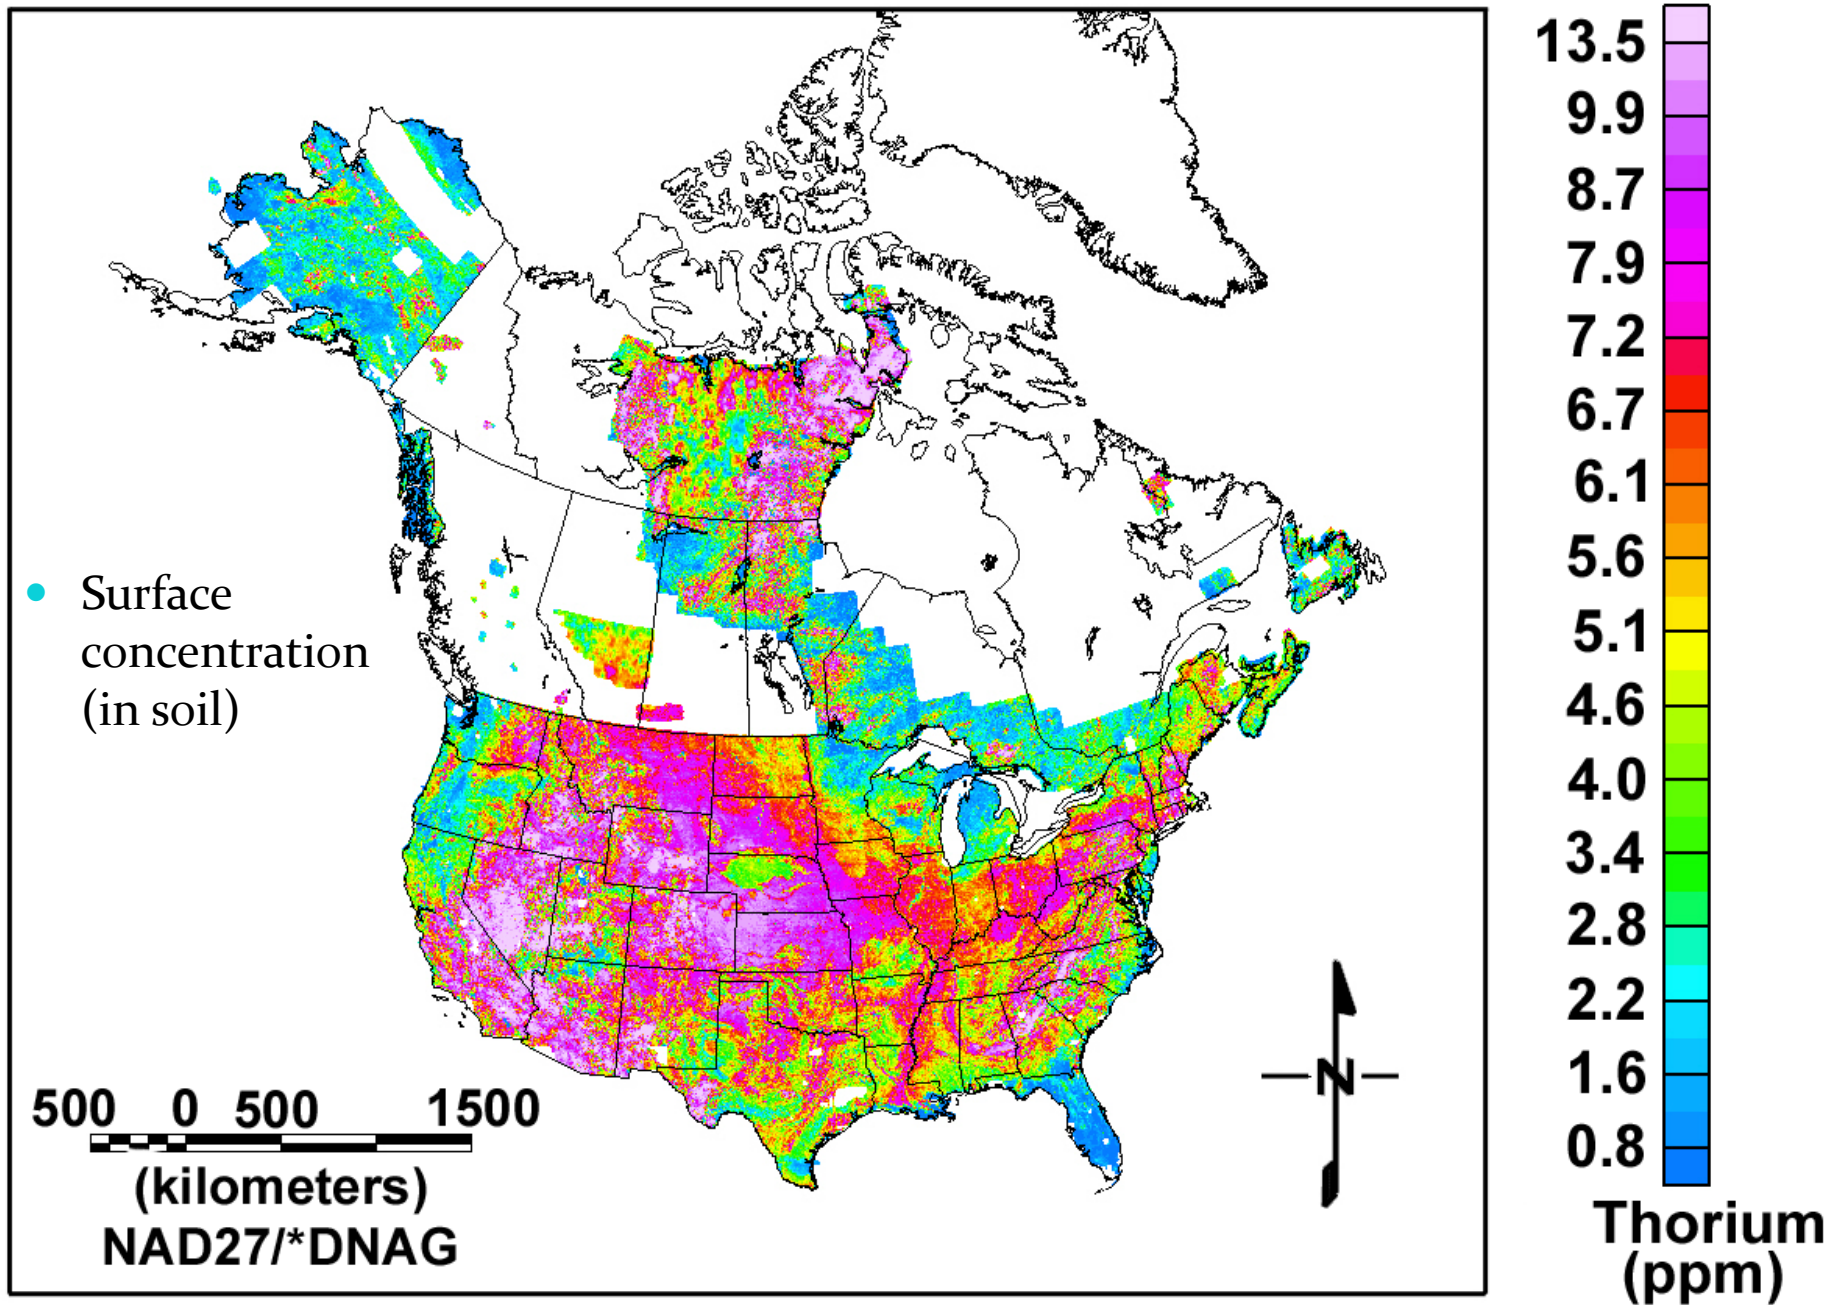 • Surface
concentration
(in soil)
500 0 500 1500
(kilometers)
NAD27/*DNAG
N
13.5
9.9
8.7
7.9
7.2
6.7
6.1
5.6
5.1
4.6
4.0
3.4
2.8
2.2
1.6
0.8
Thorium
(ppm)